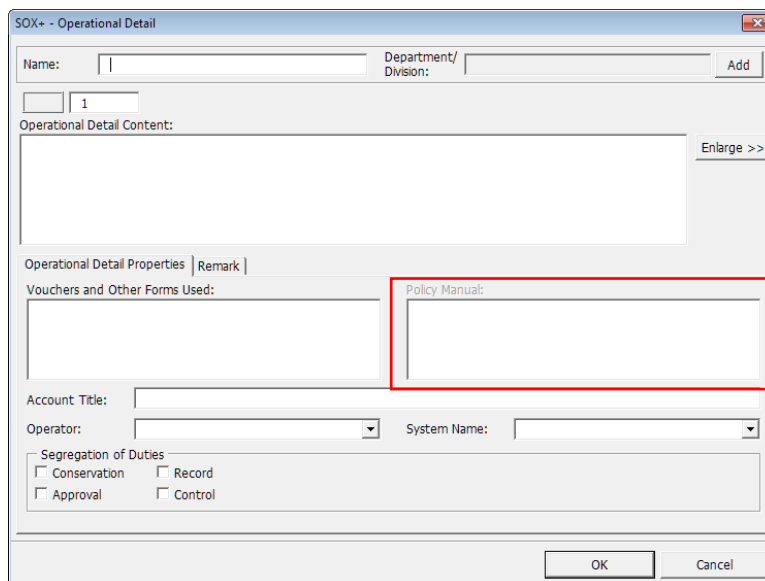 SOX+ - Operational Detail
Name:
Department/
Division:
Add
1
Operational Detail Content:
Enlarge >>
Operational Detail Properties
Remark
Vouchers and Other Forms Used:
Policy Manual:
Account Title:
Operator:
System Name:
Segregation of Duties
Conservation
Record
Approval
Control
OK
Cancel